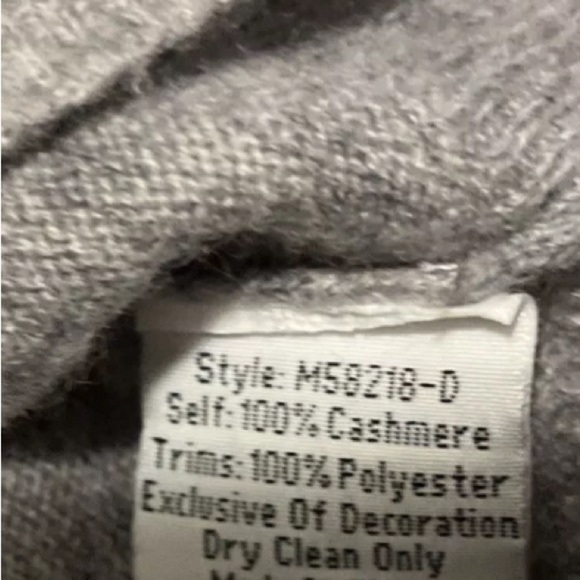 Style: M58218-D
Self: 100% Cashmere
Trims: 100% Polyester
Exclusive Of Decoration
Dry Clean Only